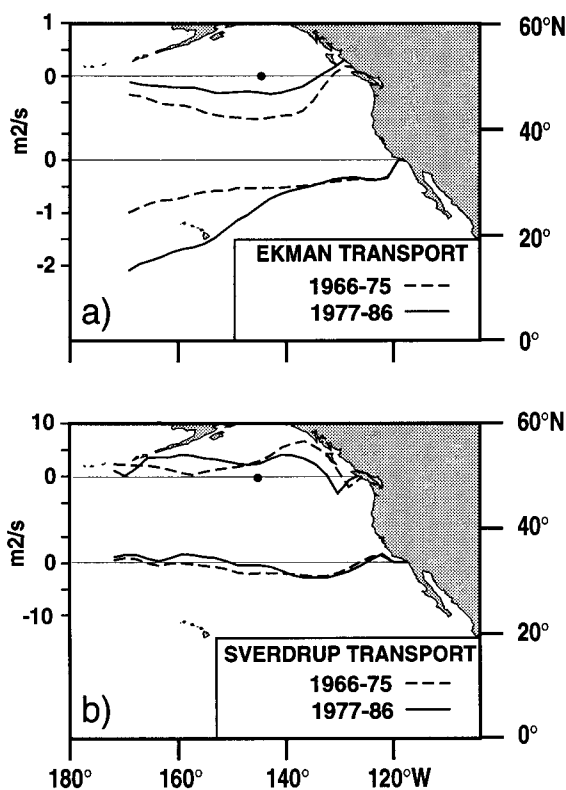 1
0
m2/s
0
-1
-2
60°N
40°
20°
0°
EKMAN TRANSPORT
1966-75
1977-86
a)
10
0
m2/s
0
-10
60°N
40°
20°
0°
SVERDRUP TRANSPORT
1966-75
1977-86
b)
180° 160° 140° 120°W